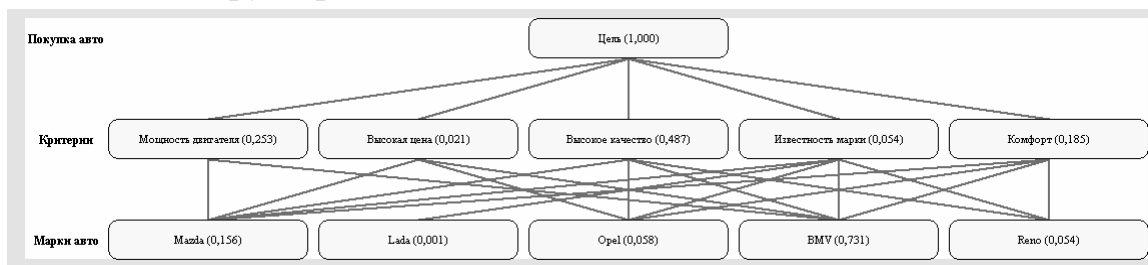 Покупка авто
Цель (1,000)
Критерии
Мощность двигателя (0,253)
Высокая цена (0,021)
Высокое качество (0,487)
Известность марки (0,054)
Комфорт (0,185)
Марки авто
Mazda (0,156)
Lada (0,001)
Opel (0,058)
BMV (0,731)
Reno (0,054)